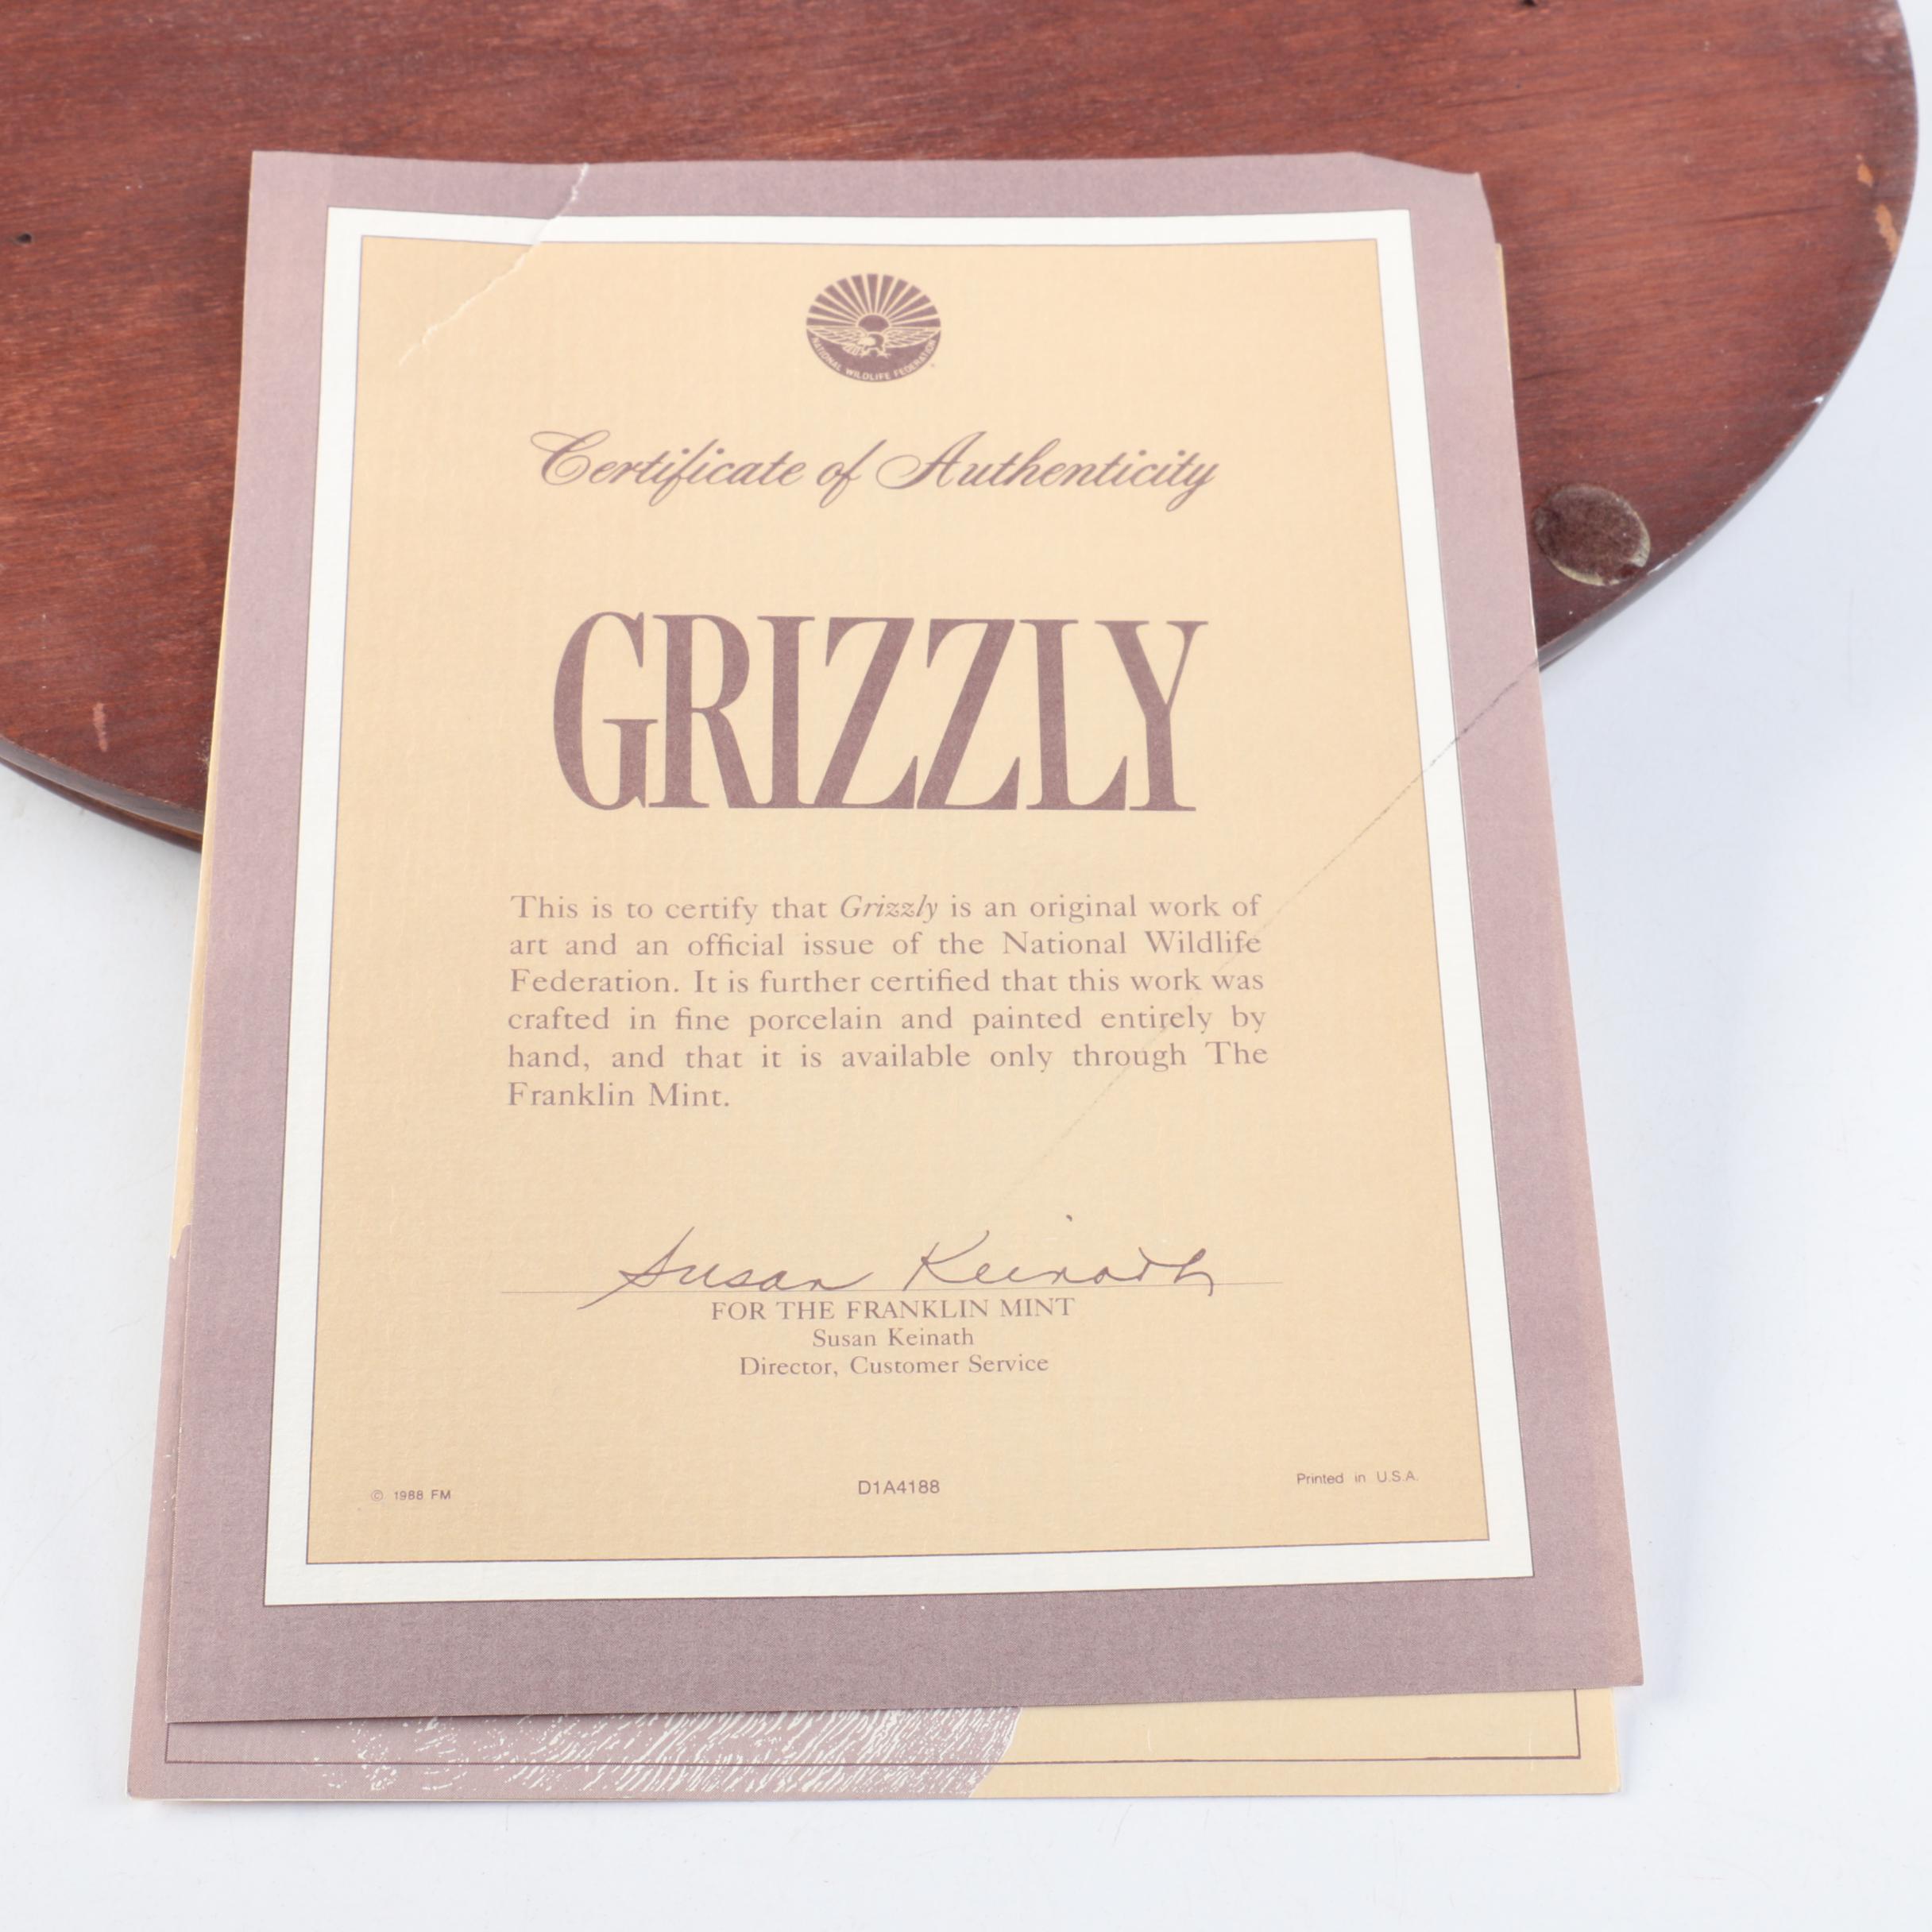 NATIONAL WILDLIFE FEDERATION
Certificate of Authenticity
GRIZZLY
This is to certify that Grizzly is an original work of
art and an official issue of the National Wildlife
Federation. It is further certified that this work was
crafted in fine porcelain and painted entirely by
hand, and that it is available only through The
Franklin Mint.
Susan Keinath
FOR THE FRANKLIN MINT
Susan Keinath
Director, Customer Service
© 1988 FM D1A4188 Printed in U.S.A.